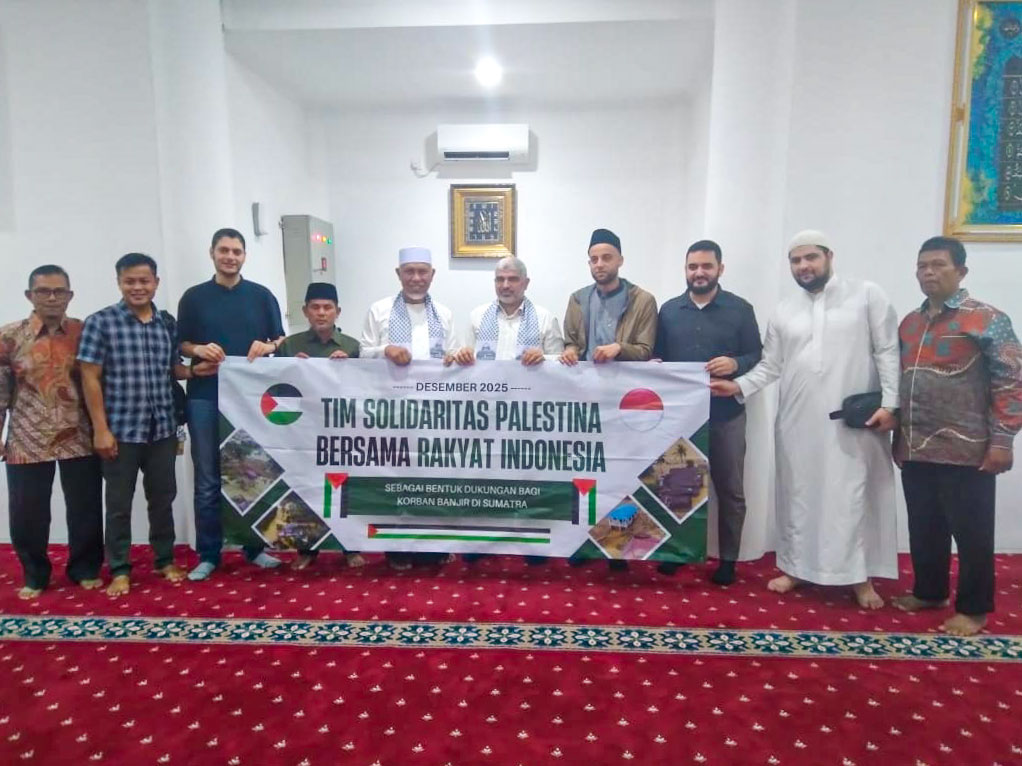 ------ DESEMBER 2025 ------
TIM SOLIDARITAS PALESTINA
BERSAMA RAKYAT INDONESIA
SEBAGAI BENTUK DUKUNGAN BAGI
KORBAN BANJIR DI SUMATRA